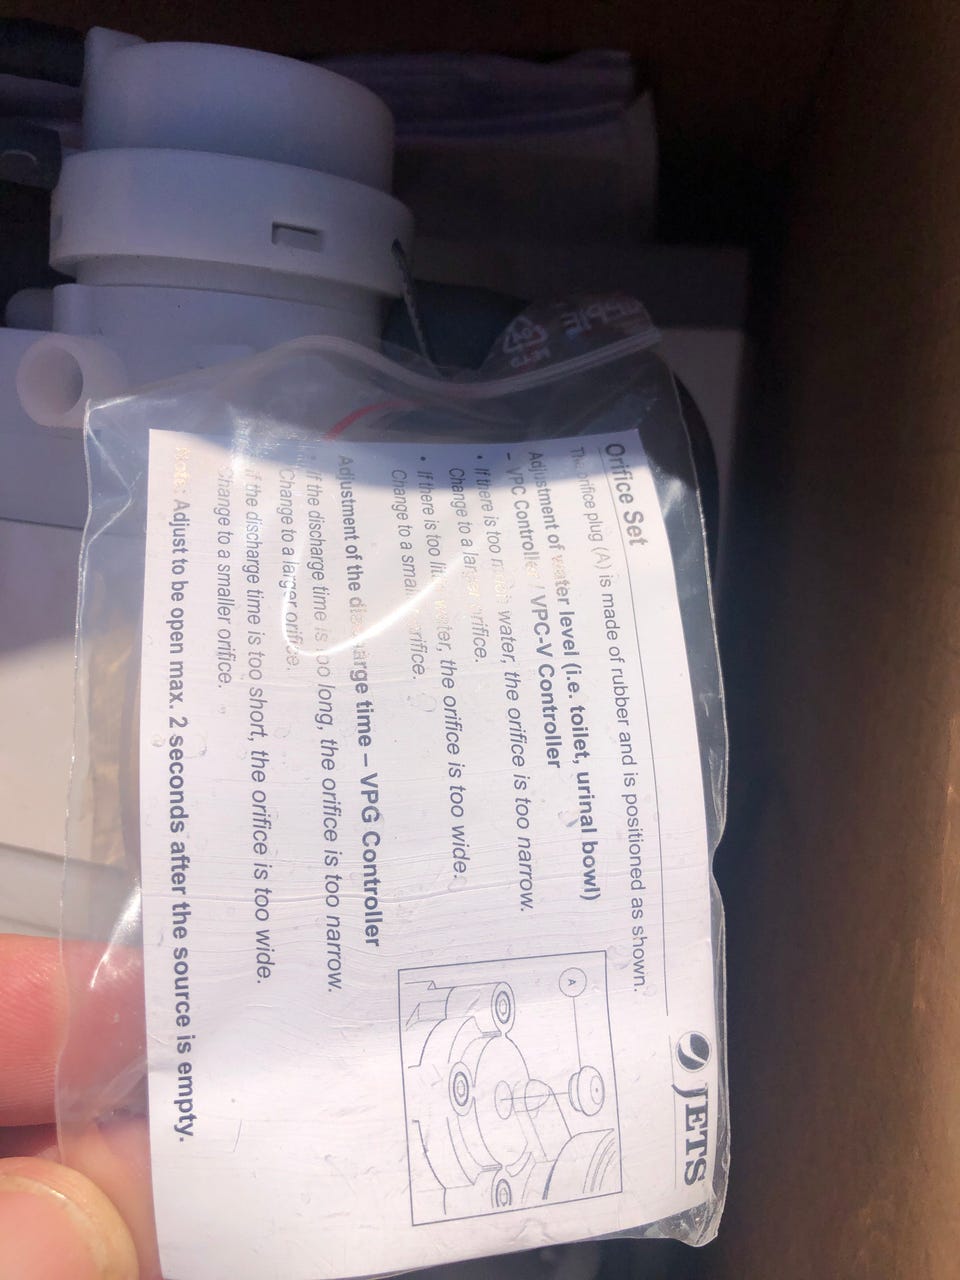 Orifice Set
JETS
The orifice plug (A) is made of rubber and is positioned as shown.
Adjustment of water level (i.e. toilet, urinal bowl)
– VPC Controller / VPC-V Controller
• If there is too much water, the orifice is too narrow.
Change to a larger orifice.
• If there is too little water, the orifice is too wide.
Change to a smaller orifice.
A
Adjustment of the discharge time – VPG Controller
• If the discharge time is too long, the orifice is too narrow.
Change to a larger orifice.
If the discharge time is too short, the orifice is too wide.
Change to a smaller orifice.
Note: Adjust to be open max. 2 seconds after the source is empty.